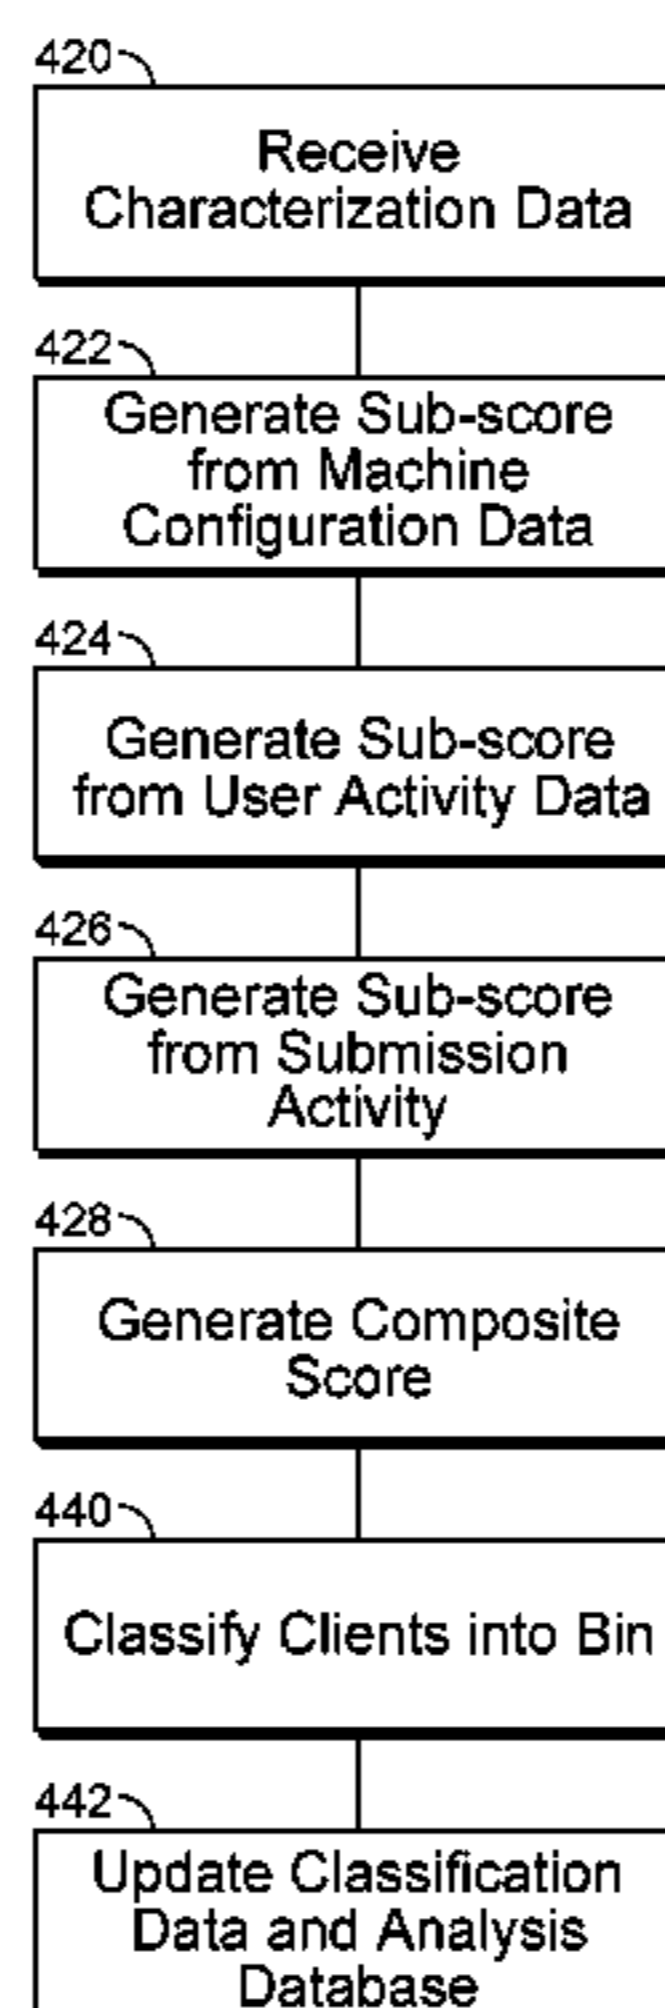 420
Receive
Characterization Data
422
Generate Sub-score
from Machine
Configuration Data
424
Generate Sub-score
from User Activity Data
426
Generate Sub-score
from Submission
Activity
428
Generate Composite
Score
440
Classify Clients into Bin
442
Update Classification
Data and Analysis
Database